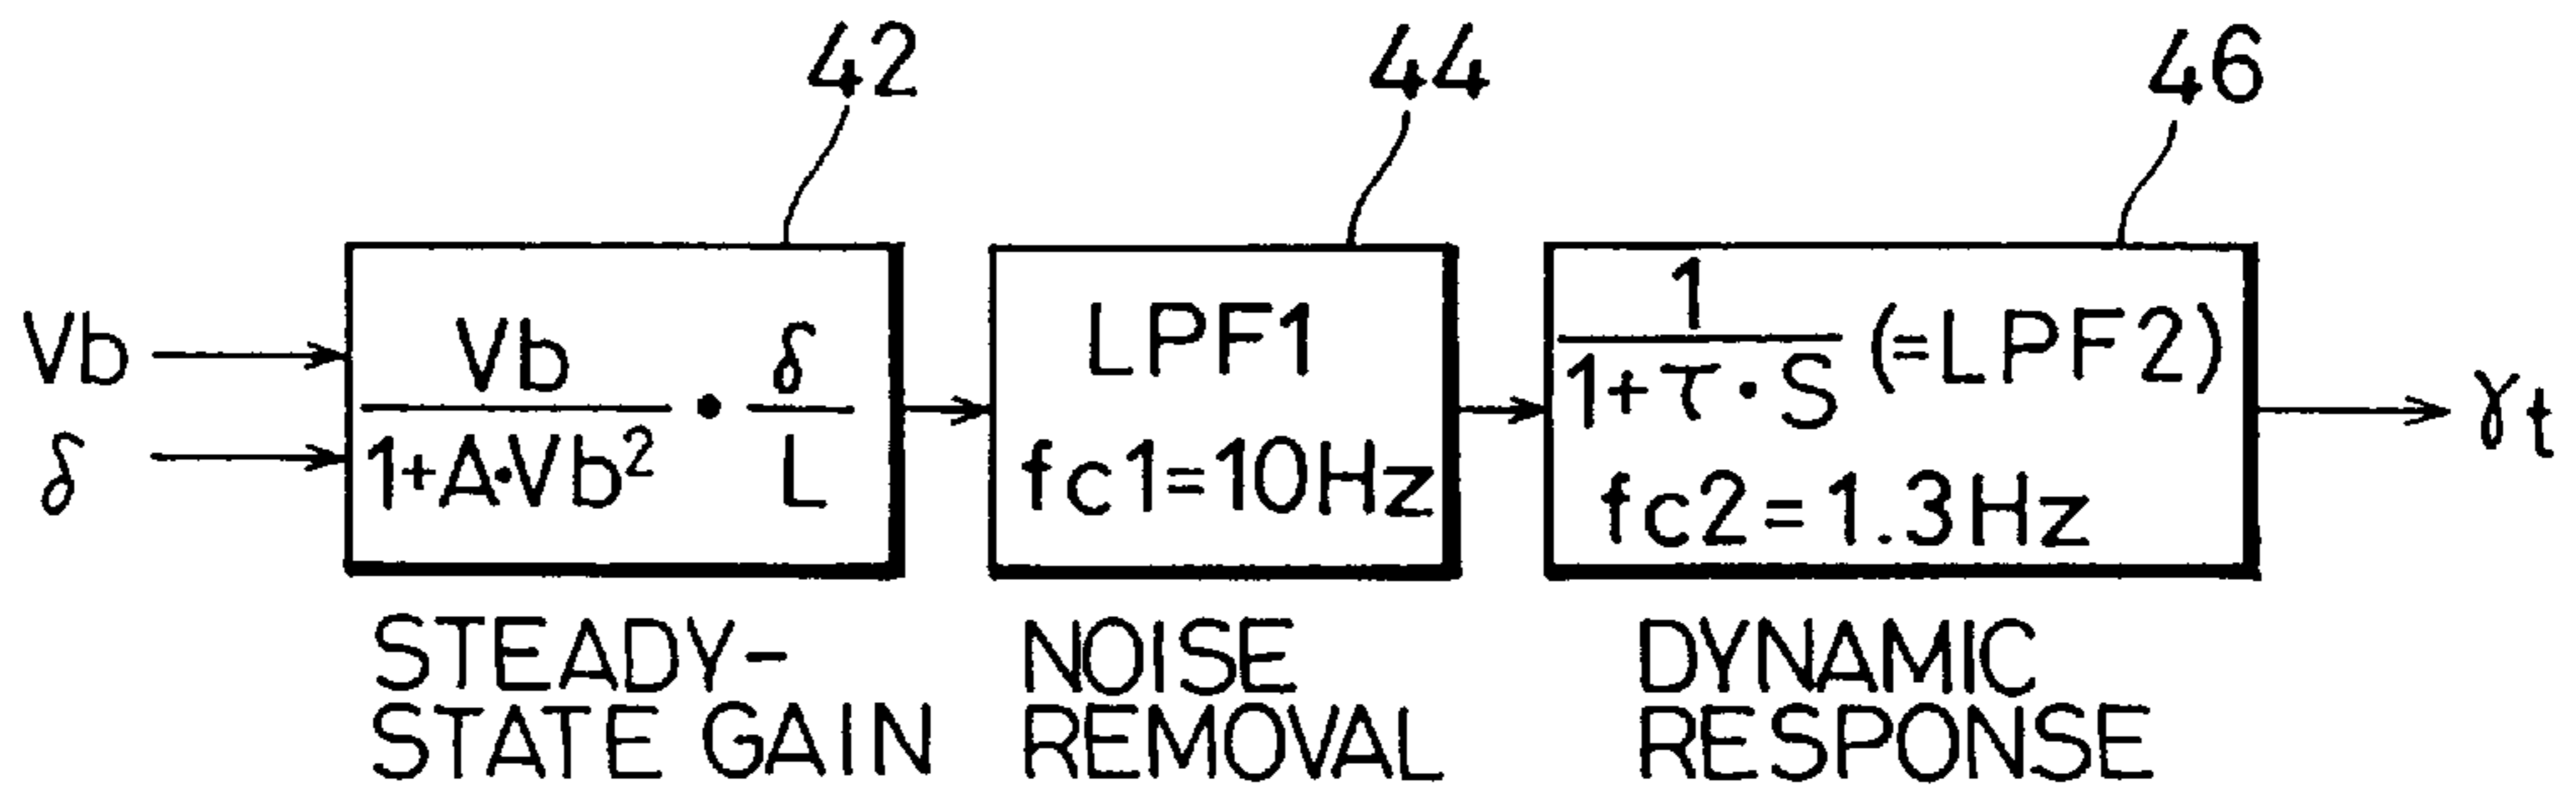 42 44 46
Vb
δ
Vb / 1+A·Vb² · δ / L
LPF1
fc1=10Hz
1 / 1+τ·S (=LPF2)
fc2=1.3Hz
γt
STEADY-
STATE GAIN
NOISE
REMOVAL
DYNAMIC
RESPONSE